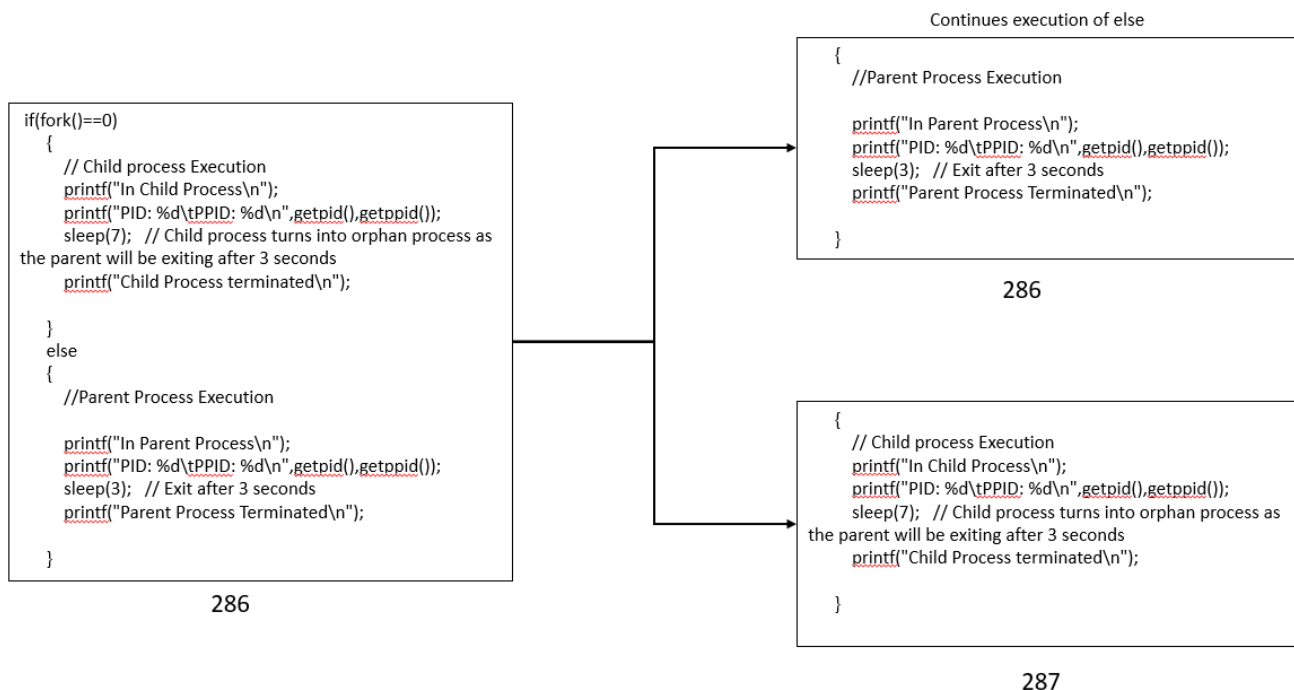 if(fork()==0)
{
// Child process Execution
printf("In Child Process\n");
printf("PID: %d\tPPID: %d\n",getpid(),getppid());
sleep(7); // Child process turns into orphan process as
the parent will be exiting after 3 seconds
printf("Child Process terminated\n");
}
else
{
//Parent Process Execution
printf("In Parent Process\n");
printf("PID: %d\tPPID: %d\n",getpid(),getppid());
sleep(3); // Exit after 3 seconds
printf("Parent Process Terminated\n");
}
286
Continues execution of else
{
//Parent Process Execution
printf("In Parent Process\n");
printf("PID: %d\tPPID: %d\n",getpid(),getppid());
sleep(3); // Exit after 3 seconds
printf("Parent Process Terminated\n");
}
286
{
// Child process Execution
printf("In Child Process\n");
printf("PID: %d\tPPID: %d\n",getpid(),getppid());
sleep(7); // Child process turns into orphan process as
the parent will be exiting after 3 seconds
printf("Child Process terminated\n");
}
287